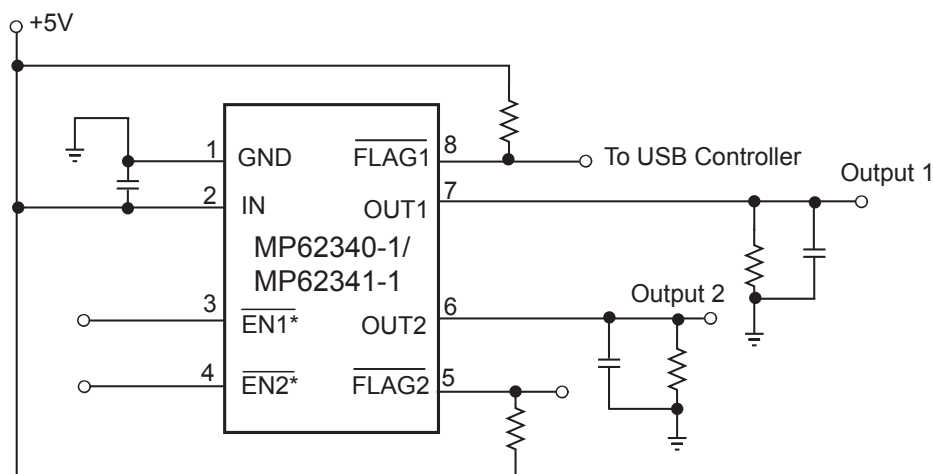 +5V
1
GND
FLAG1
8
To USB Controller
2
IN
OUT1
7
Output 1
MP62340-1/
MP62341-1
3
EN1*
OUT2
6
Output 2
4
EN2*
FLAG2
5